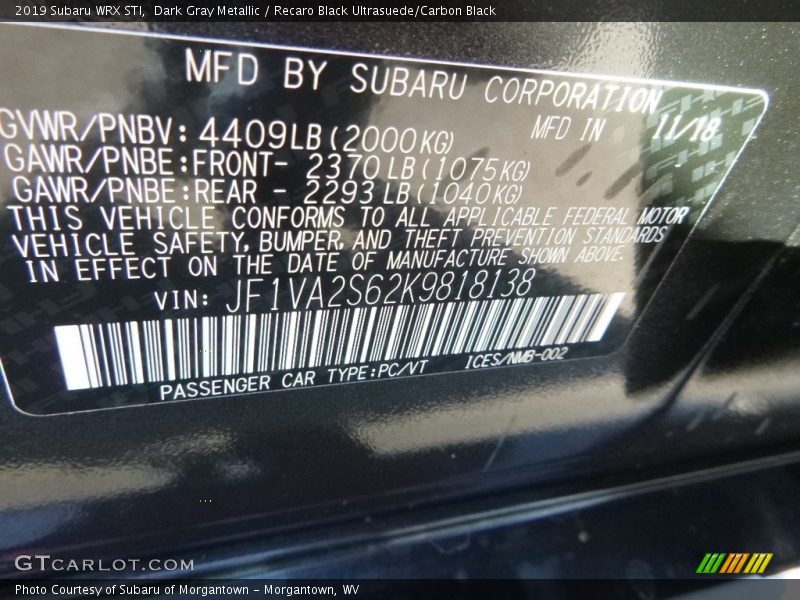 2019 Subaru WRX STI, Dark Gray Metallic / Recaro Black Ultrasuede/Carbon Black
MFD BY SUBARU CORPORATION
GVWR/PNBV: 4409LB(2000KG) MFD IN 11/18
GAWR/PNBE:FRONT- 2370LB(1075KG)
GAWR/PNBE:REAR - 2293LB(1040KG)
THIS VEHICLE CONFORMS TO ALL APPLICABLE FEDERAL MOTOR
VEHICLE SAFETY, BUMPER, AND THEFT PREVENTION STANDARDS
IN EFFECT ON THE DATE OF MANUFACTURE SHOWN ABOVE.
VIN: JF1VA2S62K9818138
PASSENGER CAR TYPE:PC/VT ICES/NMB-002
GTCARLOT.COM
Photo Courtesy of Subaru of Morgantown - Morgantown, WV